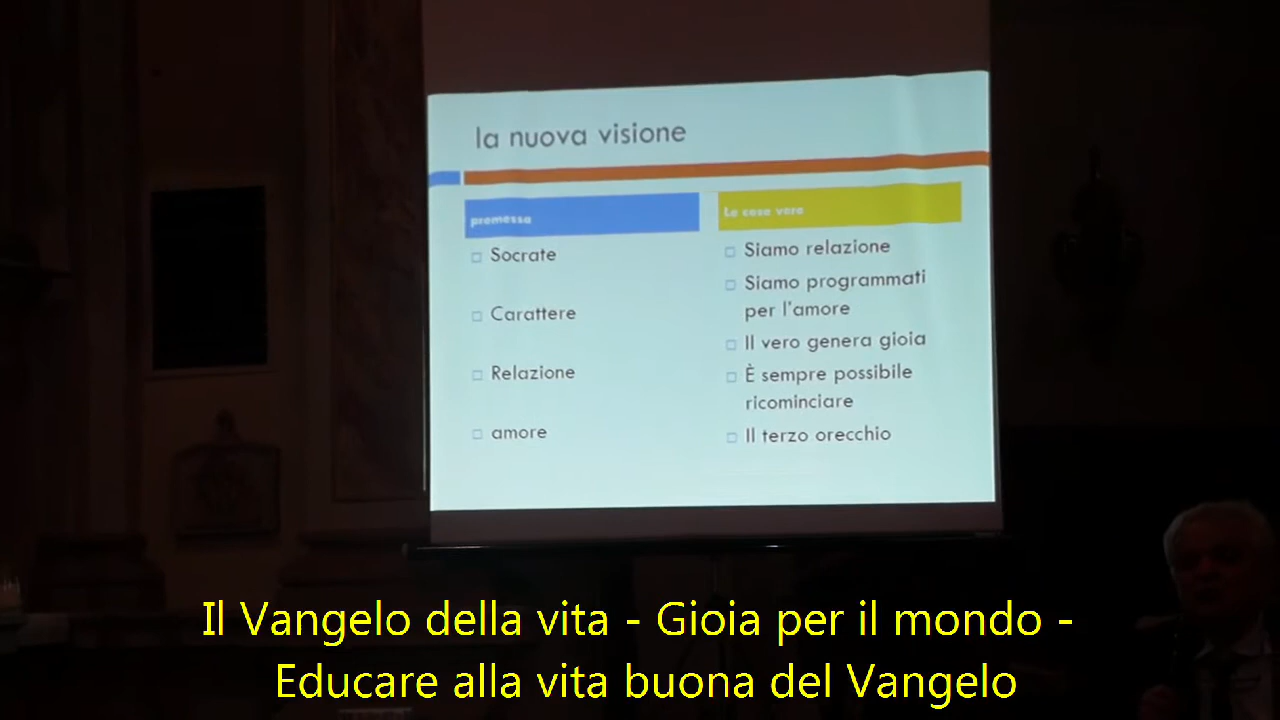 la nuova visione
premessa
Socrate
Carattere
Relazione
amore
Le cose vere
Siamo relazione
Siamo programmati
per l'amore
Il vero genera gioia
È sempre possibile
ricominciare
Il terzo orecchio
Il Vangelo della vita - Gioia per il mondo -
Educare alla vita buona del Vangelo